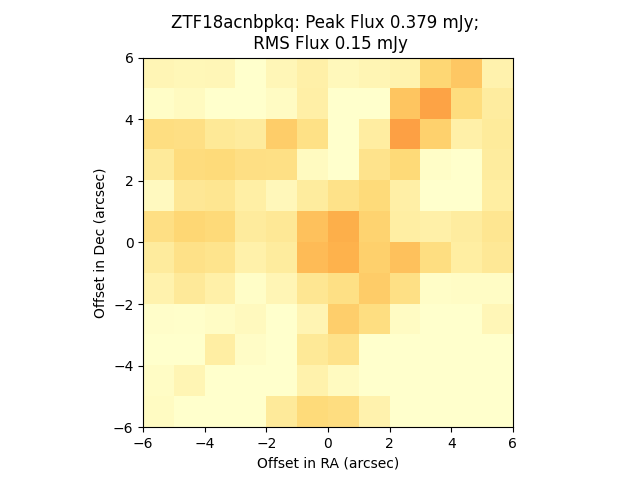 ZTF18acnbpkq: Peak Flux 0.379 mJy;
RMS Flux 0.15 mJy
6
4
2
0
−2
−4
−6
Offset in Dec (arcsec)
−6 −4 −2 0 2 4 6
Offset in RA (arcsec)